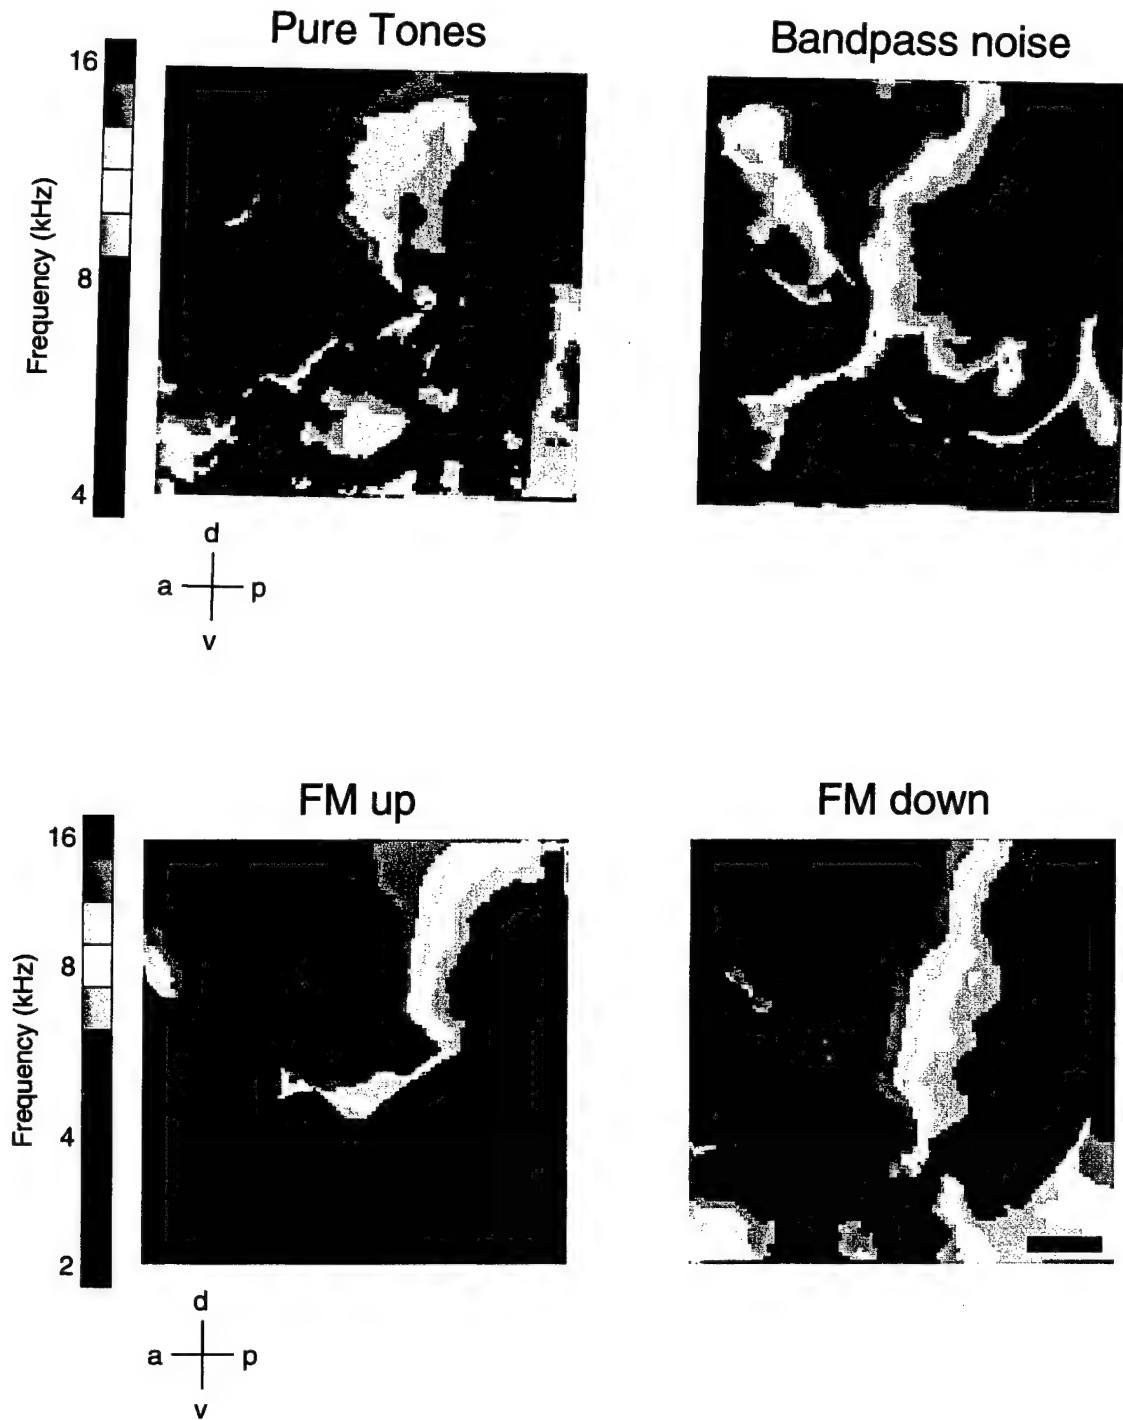 Pure Tones
Bandpass noise
16
8
4
Frequency (kHz)
d
a p
v
FM up
FM down
16
8
4
2
Frequency (kHz)
d
a p
v